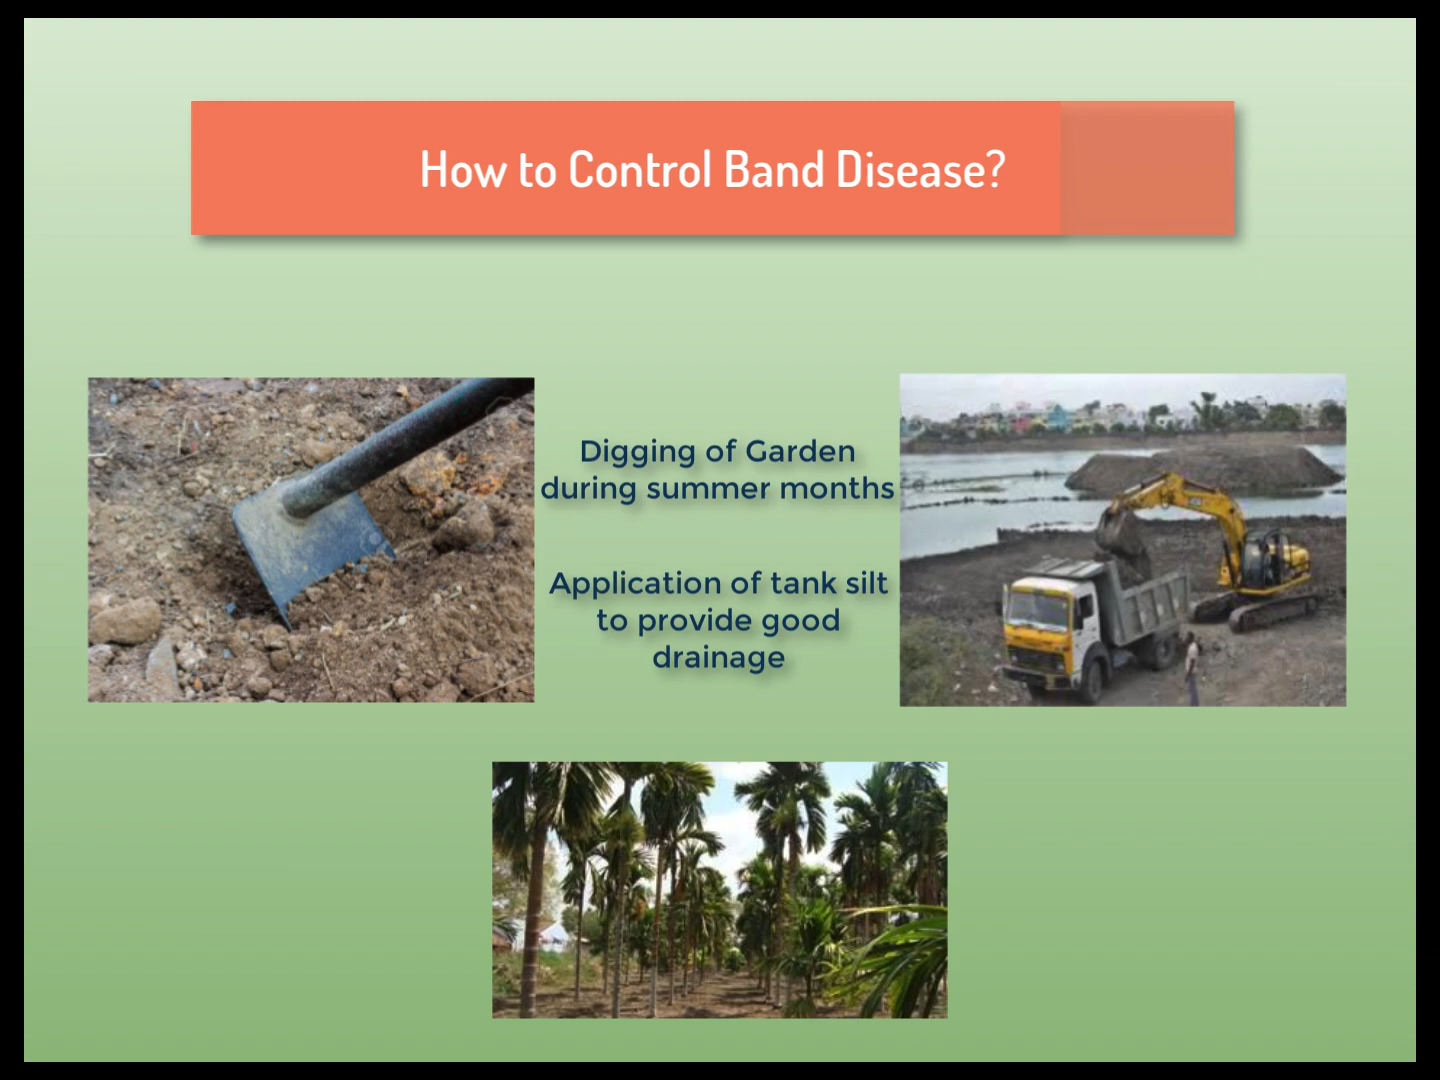 How to Control Band Disease?
Digging of Garden
during summer months
Application of tank silt
to provide good
drainage